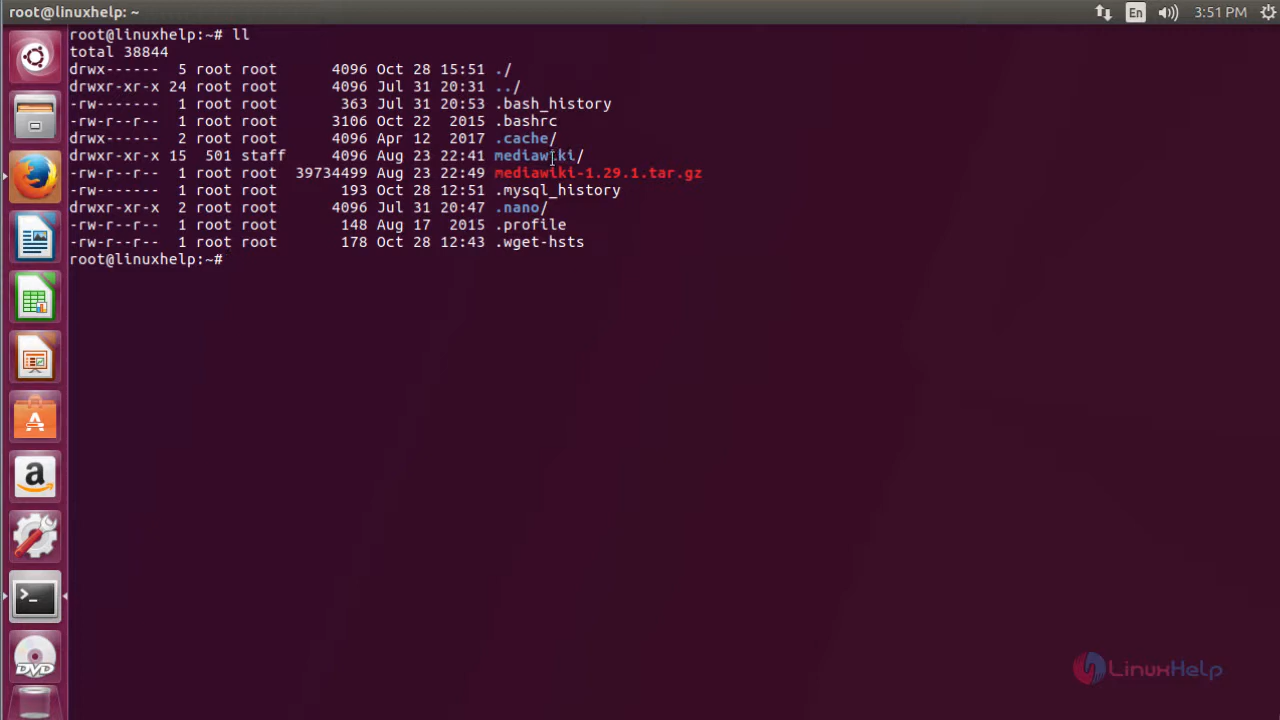 root@linuxhelp: ~
En
3:51 PM
root@linuxhelp:~# ll
total 38844
drwx------  5 root root      4096 Oct 28 15:51 ./
drwxr-xr-x 24 root root      4096 Jul 31 20:31 ../
-rw-------  1 root root       363 Jul 31 20:53 .bash_history
-rw-r--r--  1 root root      3106 Oct 22  2015 .bashrc
drwx------  2 root root      4096 Apr 12  2017 .cache/
drwxr-xr-x 15  501 staff     4096 Aug 23 22:41 mediawiki/
-rw-r--r--  1 root root  39734499 Aug 23 22:49 mediawiki-1.29.1.tar.gz
-rw-------  1 root root       193 Oct 28 12:51 .mysql_history
drwxr-xr-x  2 root root      4096 Jul 31 20:47 .nano/
-rw-r--r--  1 root root       148 Aug 17  2015 .profile
-rw-r--r--  1 root root       178 Oct 28 12:43 .wget-hsts
root@linuxhelp:~#
a
>_
DVD
LinuxHelp